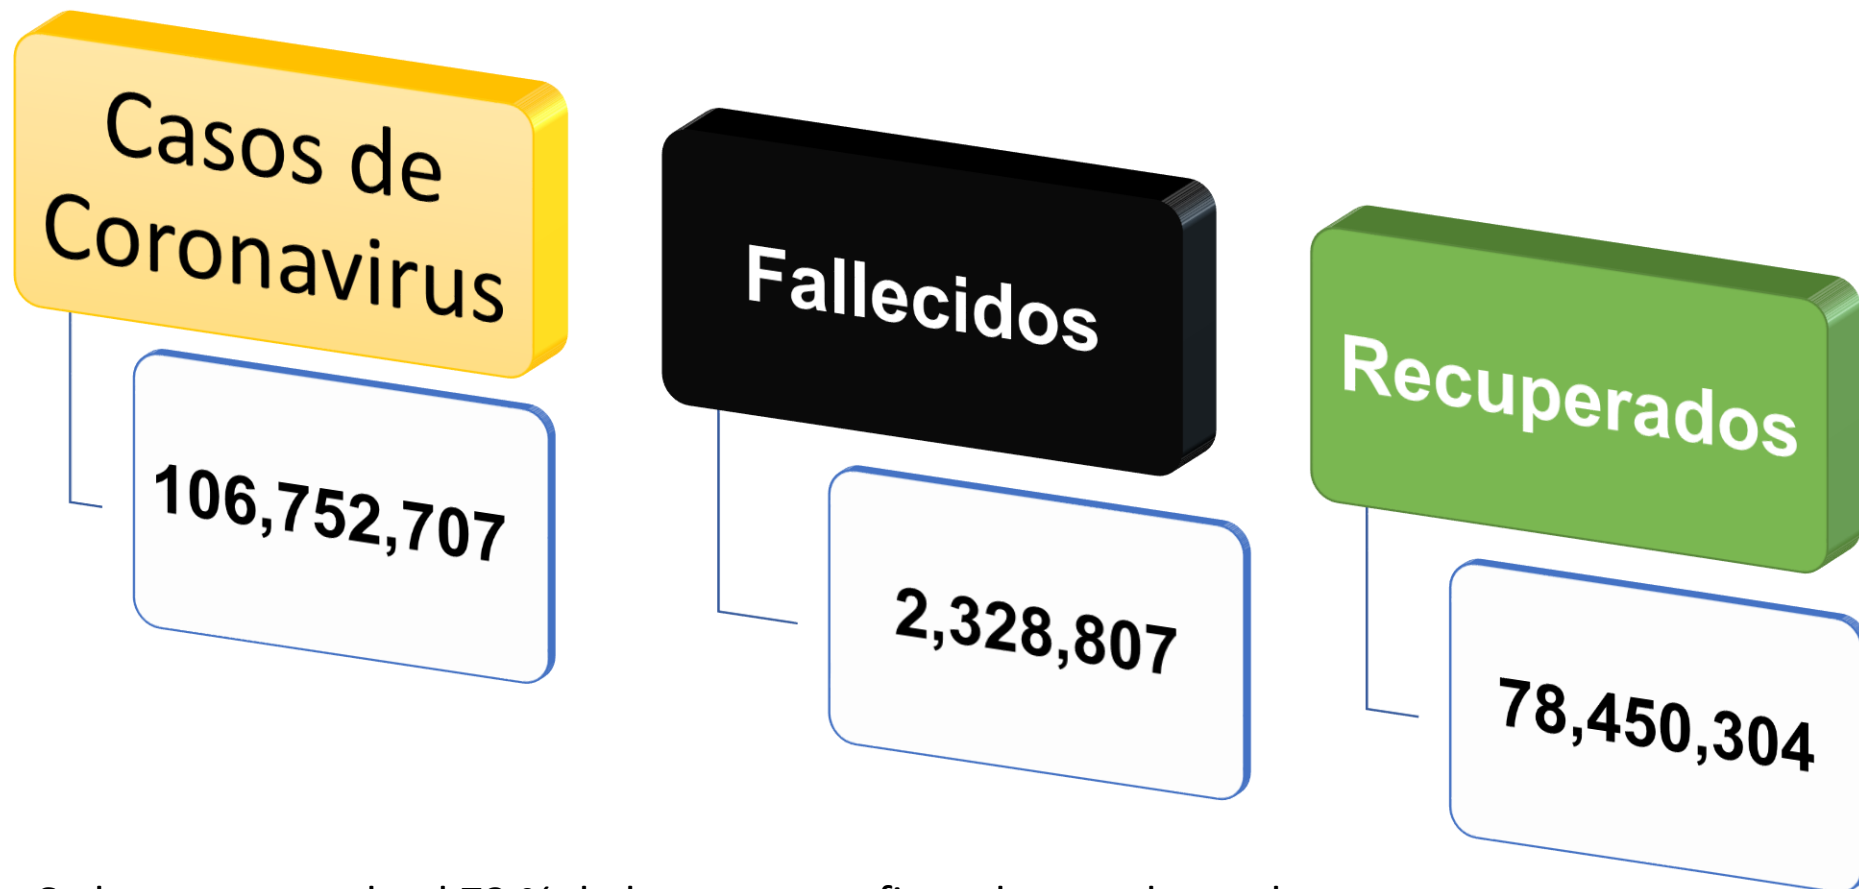 Casos de
Coronavirus
106,752,707
Fallecidos
2,328,807
Recuperados
78,450,304